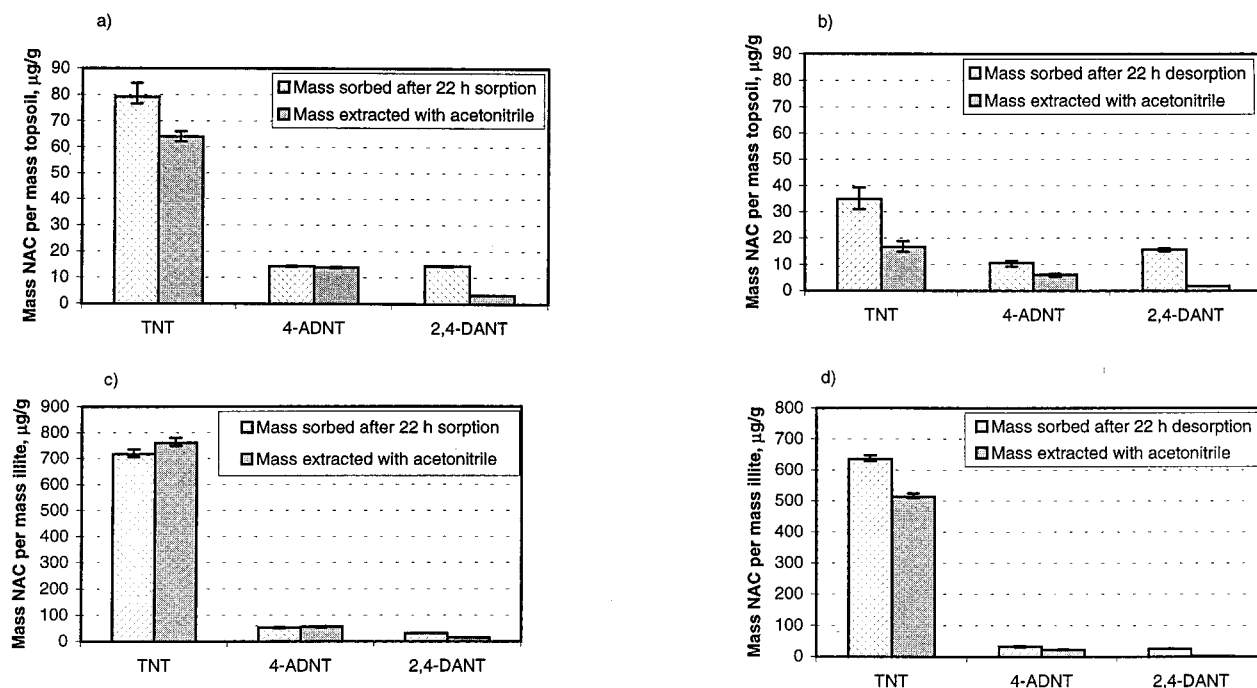 a)
Mass NAC per mass topsoil, µg/g
90
80
70
60
50
40
30
20
10
0
Mass sorbed after 22 h sorption
Mass extracted with acetonitrile
TNT
4-ADNT
2,4-DANT
b)
Mass NAC per mass topsoil, µg/g
90
80
70
60
50
40
30
20
10
0
Mass sorbed after 22 h desorption
Mass extracted with acetonitrile
TNT
4-ADNT
2,4-DANT
c)
Mass NAC per mass illite, µg/g
900
800
700
600
500
400
300
200
100
0
Mass sorbed after 22 h sorption
Mass extracted with acetonitrile
TNT
4-ADNT
2,4-DANT
d)
Mass NAC per mass illite, µg/g
800
700
600
500
400
300
200
100
0
Mass sorbed after 22 h desorption
Mass extracted with acetonitrile
TNT
4-ADNT
2,4-DANT